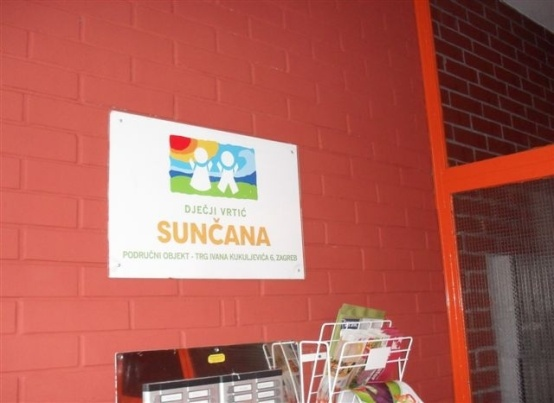 DJEČJI VRTIĆ
SUNČANA
PODRUČNI OBJEKT - TRG IVANA KUKULJEVIĆA 6, ZAGREB